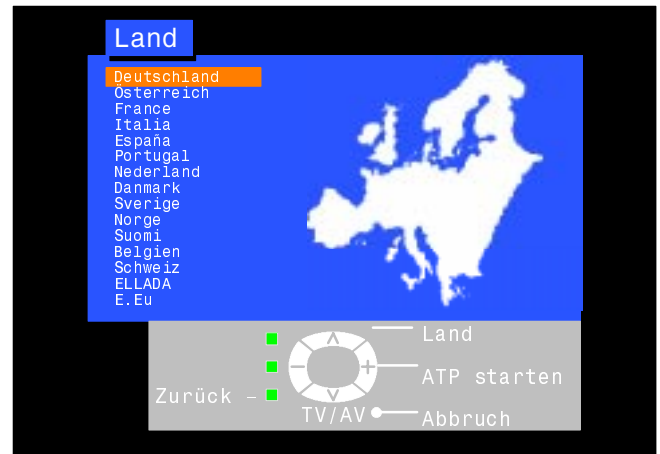 Land
Deutschland
Österreich
France
Italia
España
Portugal
Nederland
Danmark
Sverige
Norge
Suomi
Belgien
Schweiz
ELLADA
E.Eu
Land
ATP starten
Zurück –
TV/AV
Abbruch